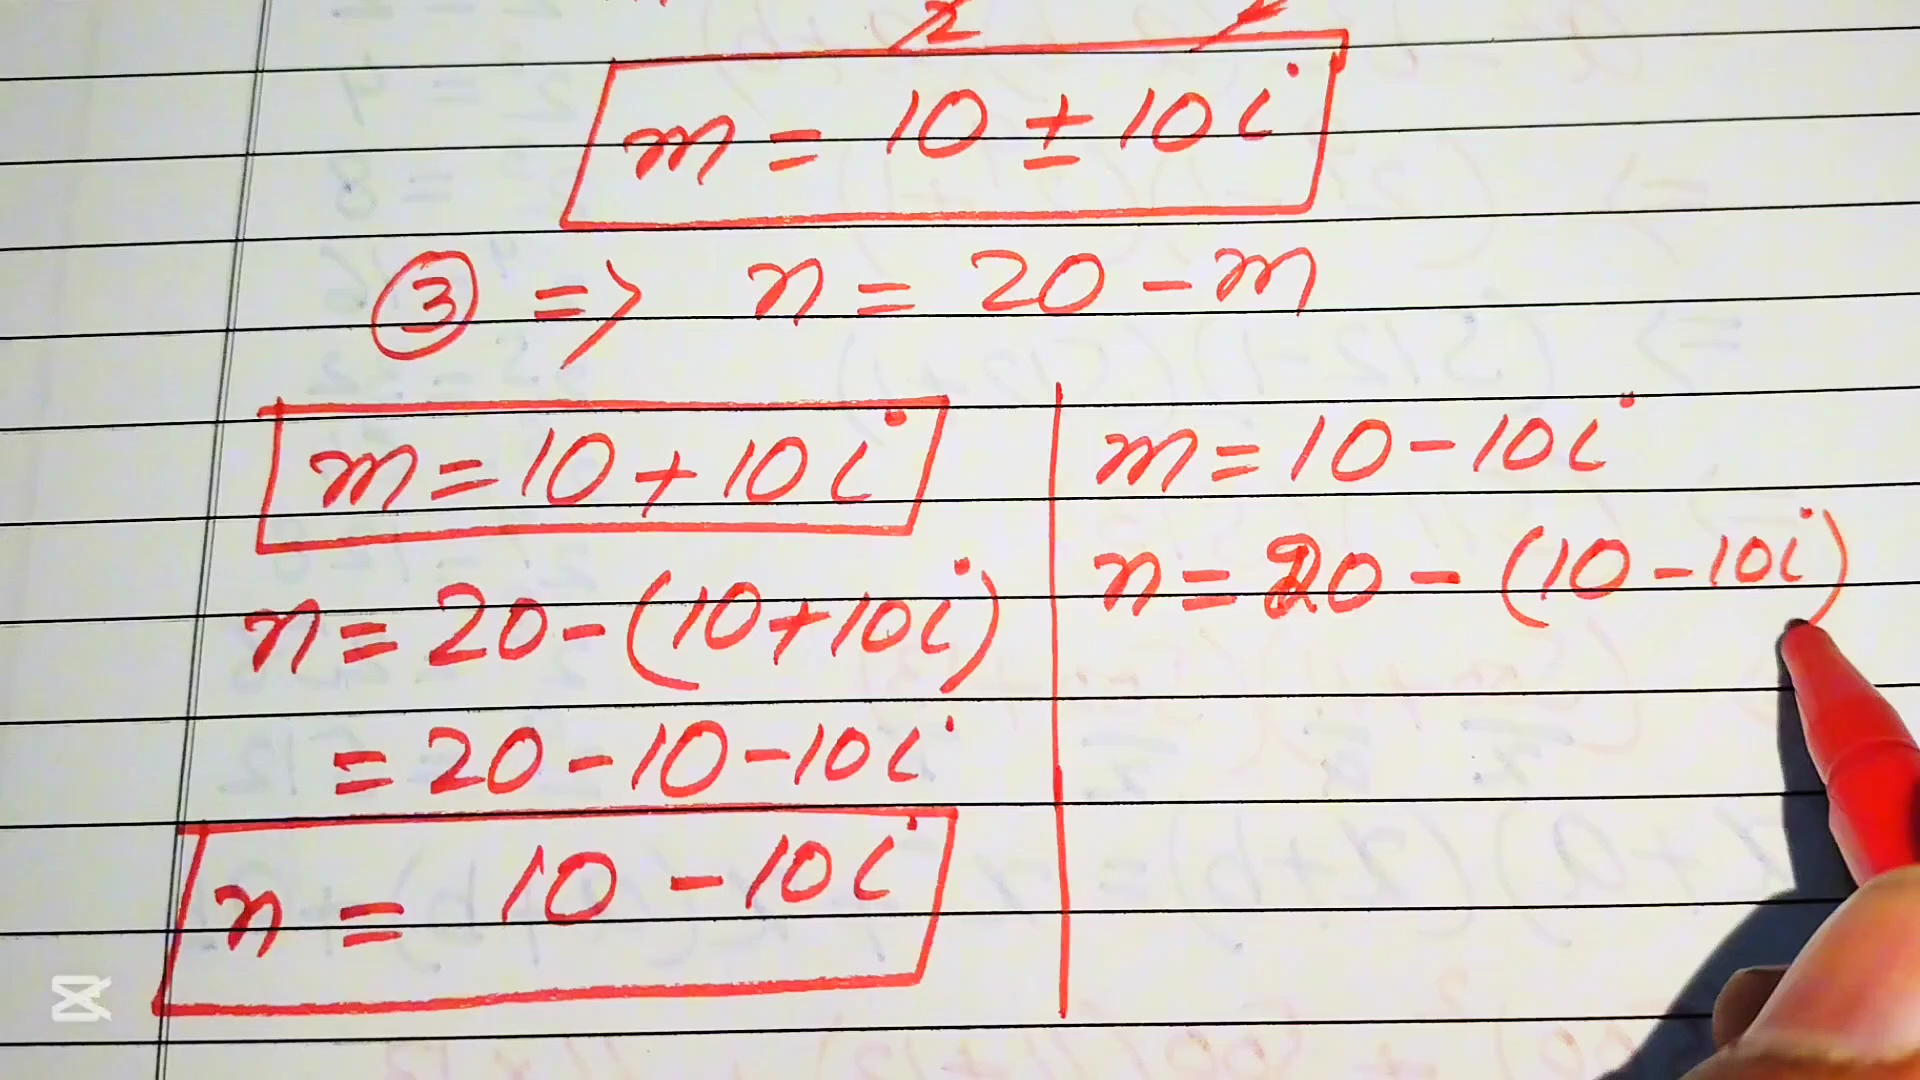 m = 10 ± 10i
③ => n = 20 - m
m = 10 + 10i
n = 20 - (10 + 10i)
= 20 - 10 - 10i
n = 10 - 10i
m = 10 - 10i
n = 20 - (10 - 10i)